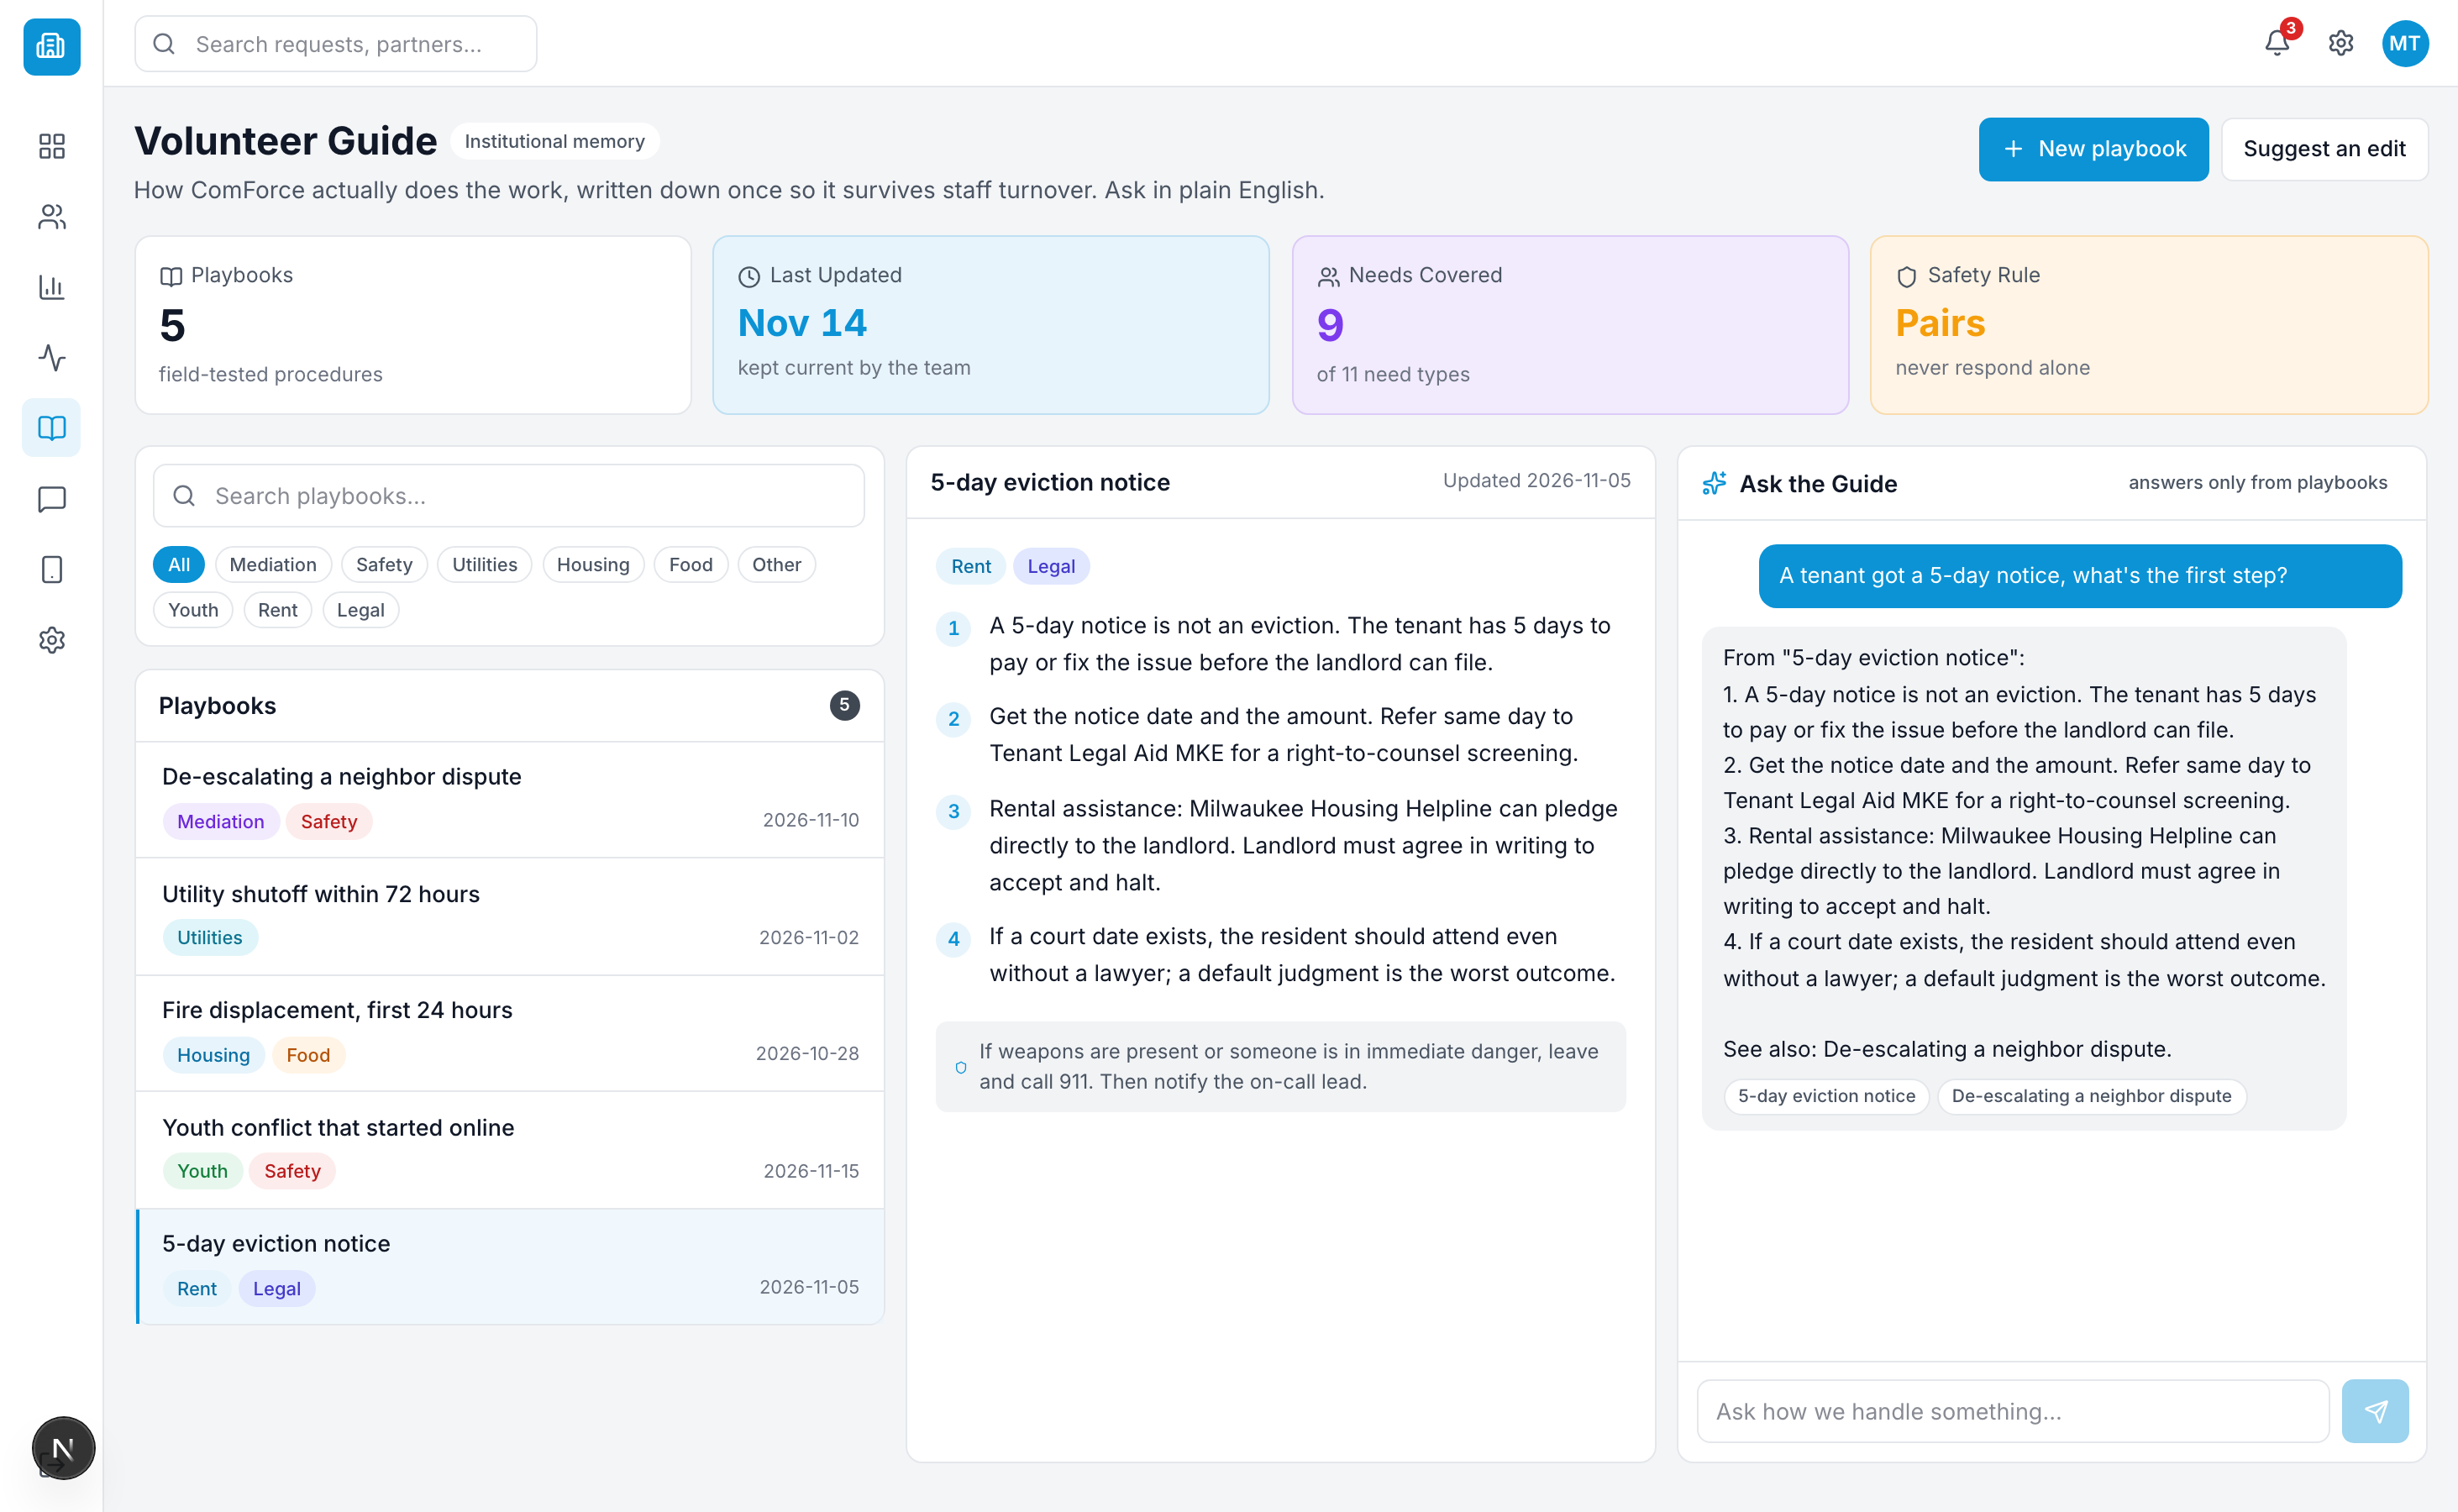 Search requests, partners...
3
MT
Volunteer Guide
Institutional memory
How ComForce actually does the work, written down once so it survives staff turnover. Ask in plain English.
New playbook
Suggest an edit
Playbooks
5
field-tested procedures
Last Updated
Nov 14
kept current by the team
Needs Covered
9
of 11 need types
Safety Rule
Pairs
never respond alone
Search playbooks...
All Mediation Safety Utilities Housing Food Other
Youth Rent Legal
Playbooks 5
De-escalating a neighbor dispute
Mediation Safety 2026-11-10
Utility shutoff within 72 hours
Utilities 2026-11-02
Fire displacement, first 24 hours
Housing Food 2026-10-28
Youth conflict that started online
Youth Safety 2026-11-15
5-day eviction notice
Rent Legal 2026-11-05
5-day eviction notice Updated 2026-11-05
Rent Legal
1 A 5-day notice is not an eviction. The tenant has 5 days to
pay or fix the issue before the landlord can file.
2 Get the notice date and the amount. Refer same day to
Tenant Legal Aid MKE for a right-to-counsel screening.
3 Rental assistance: Milwaukee Housing Helpline can pledge
directly to the landlord. Landlord must agree in writing to
accept and halt.
4 If a court date exists, the resident should attend even
without a lawyer; a default judgment is the worst outcome.
If weapons are present or someone is in immediate danger, leave
and call 911. Then notify the on-call lead.
Ask the Guide answers only from playbooks
A tenant got a 5-day notice, what's the first step?
From "5-day eviction notice":
1. A 5-day notice is not an eviction. The tenant has 5 days
to pay or fix the issue before the landlord can file.
2. Get the notice date and the amount. Refer same day to
Tenant Legal Aid MKE for a right-to-counsel screening.
3. Rental assistance: Milwaukee Housing Helpline can
pledge directly to the landlord. Landlord must agree in
writing to accept and halt.
4. If a court date exists, the resident should attend even
without a lawyer; a default judgment is the worst outcome.
See also: De-escalating a neighbor dispute.
5-day eviction notice De-escalating a neighbor dispute
Ask how we handle something...
N